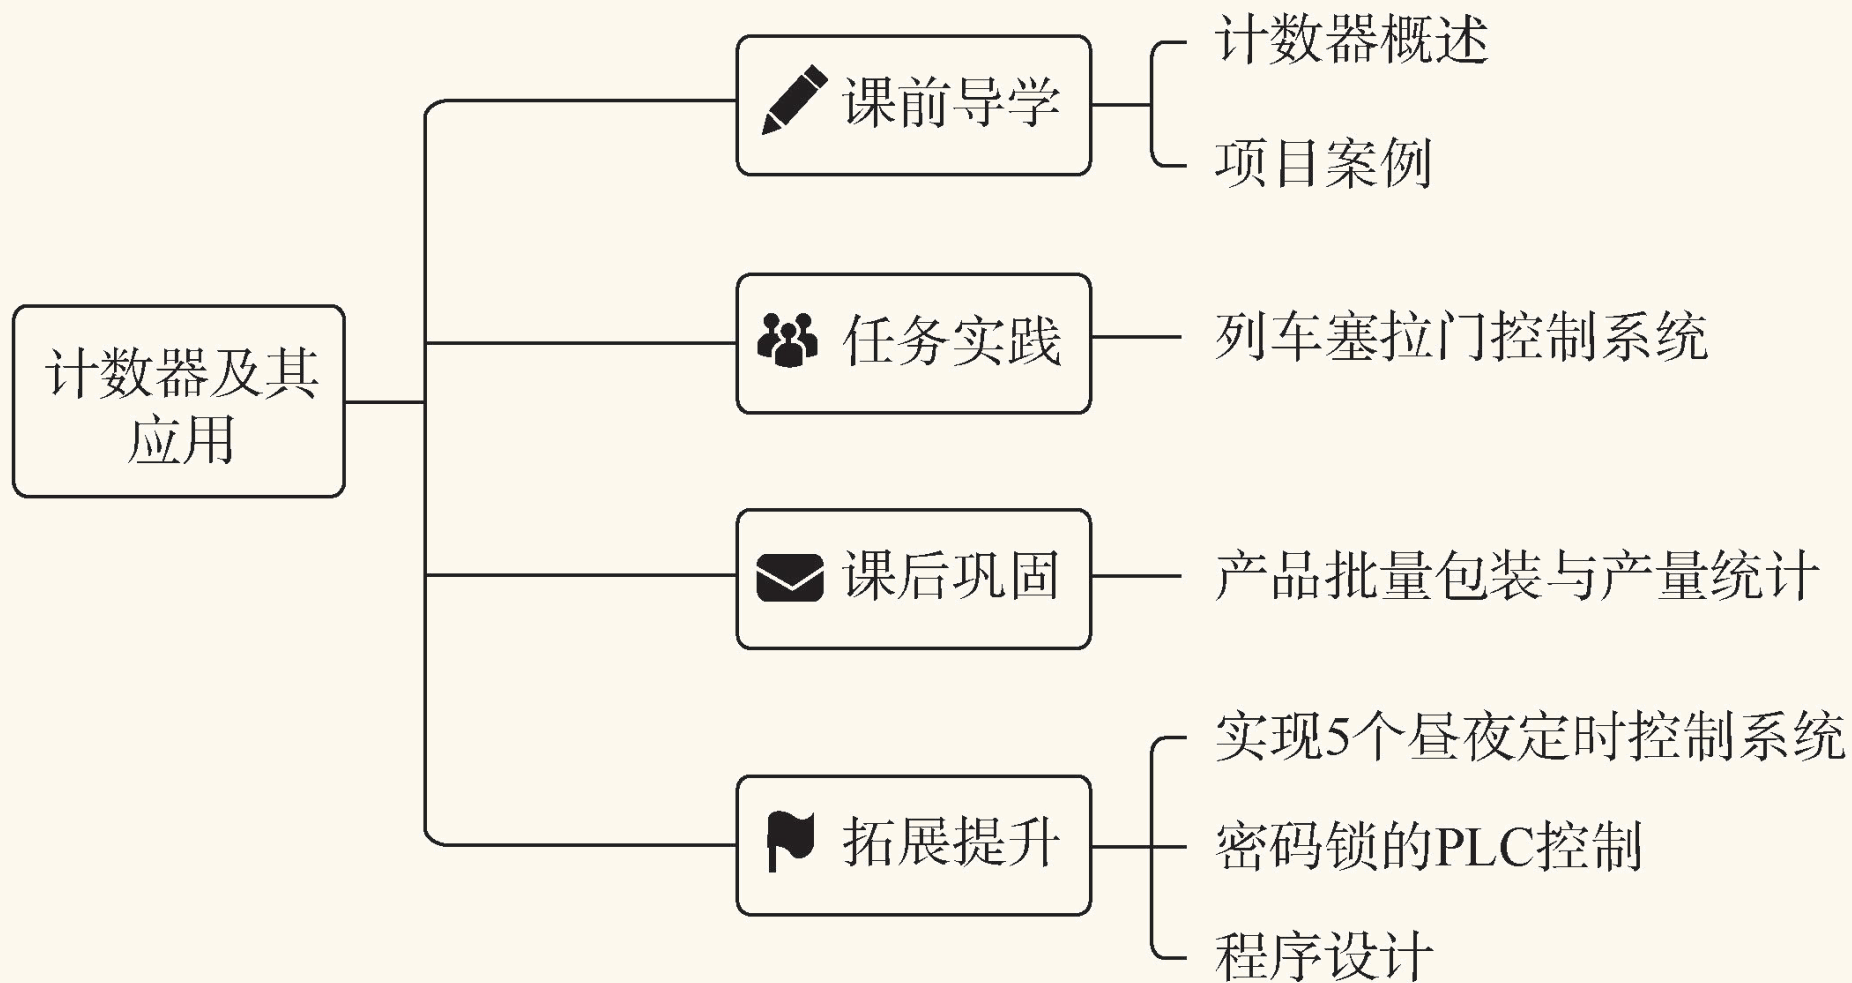 计数器及其
应用
课前导学
计数器概述
项目案例
任务实践
列车塞拉门控制系统
课后巩固
产品批量包装与产量统计
拓展提升
实现5个昼夜定时控制系统
密码锁的PLC控制
程序设计